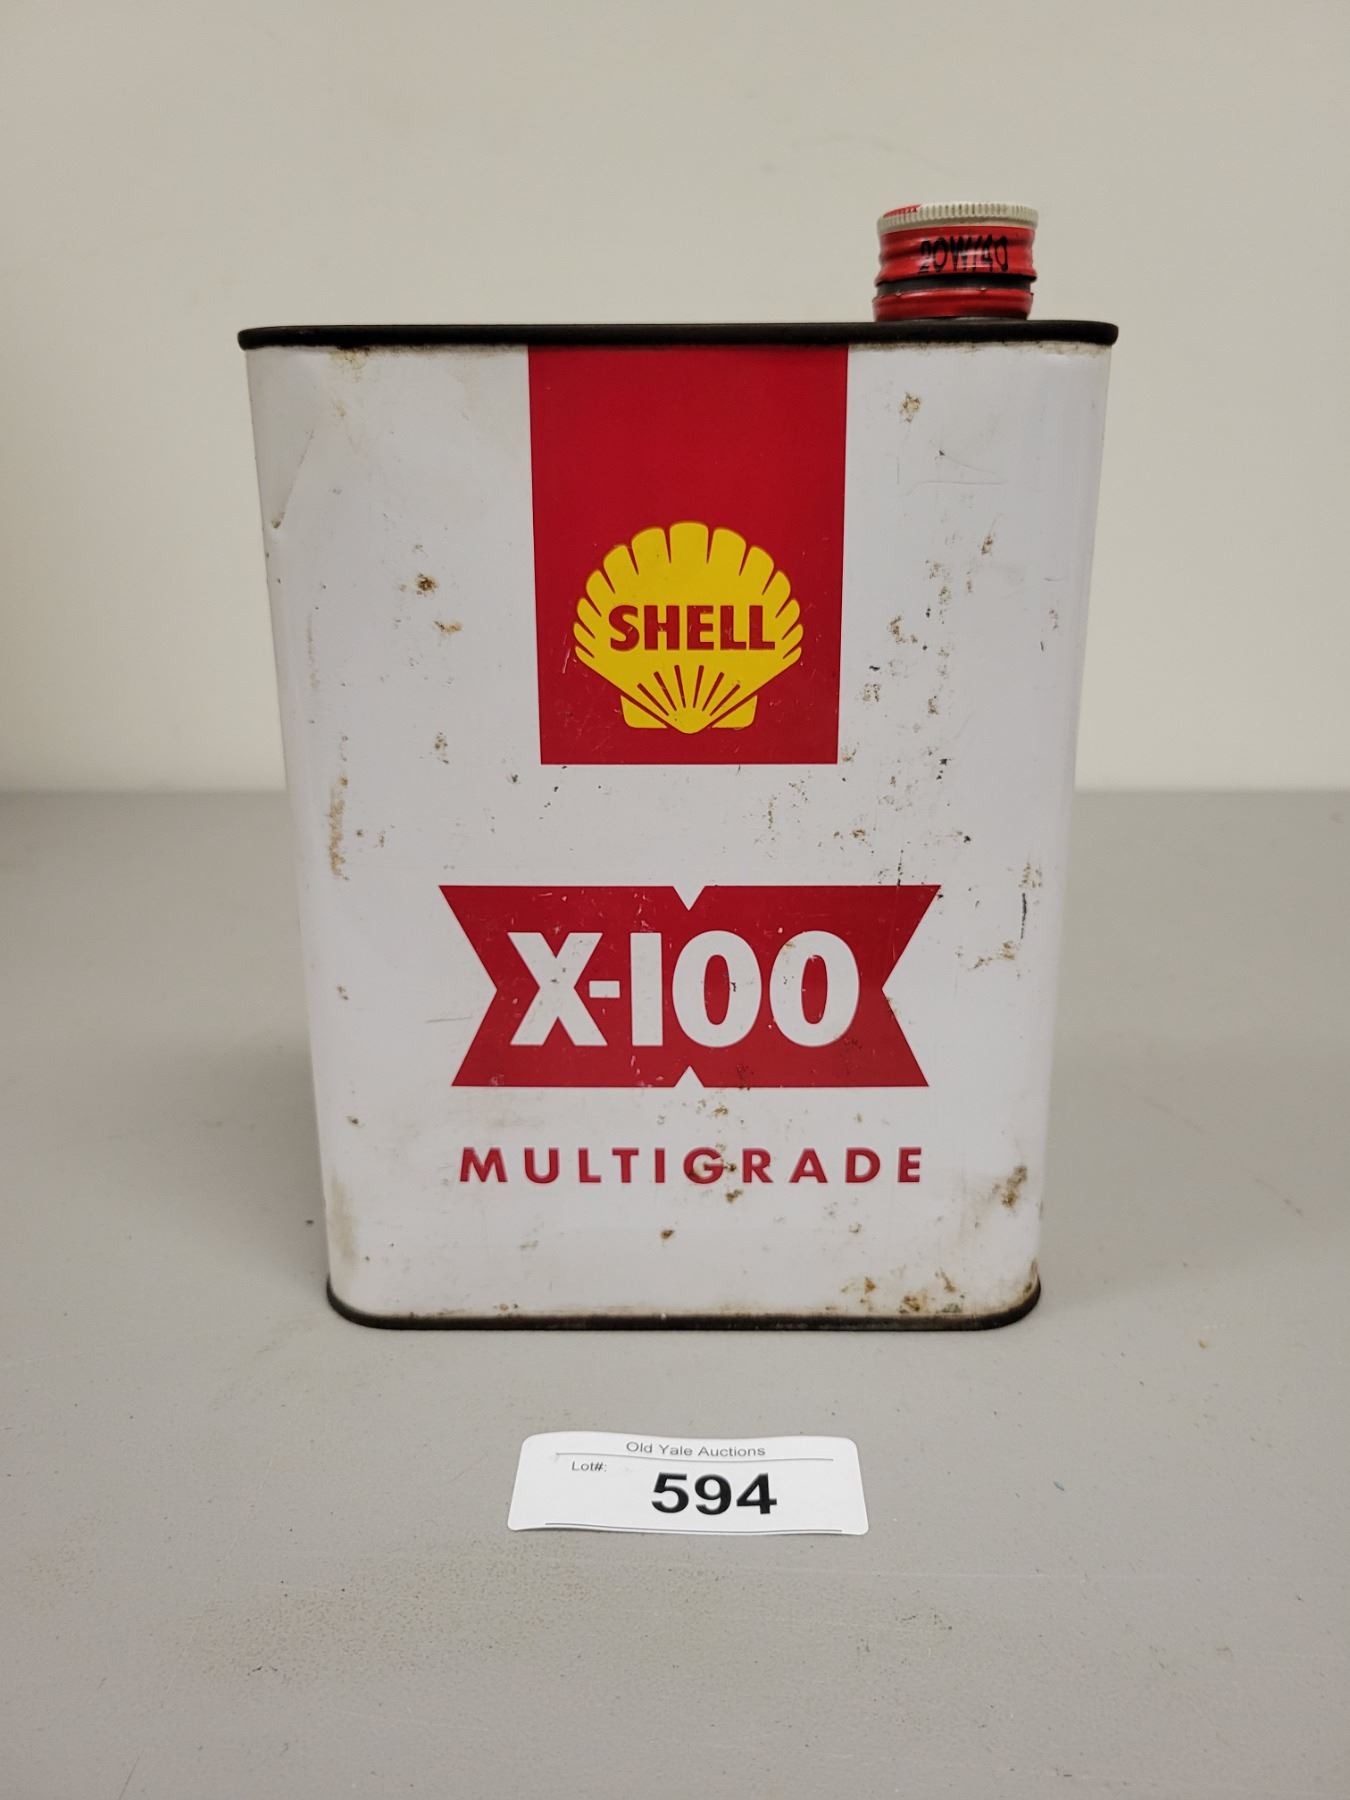 20W/40
SHELL
X-100
MULTIGRADE
Old Yale Auctions
Lot#:
594